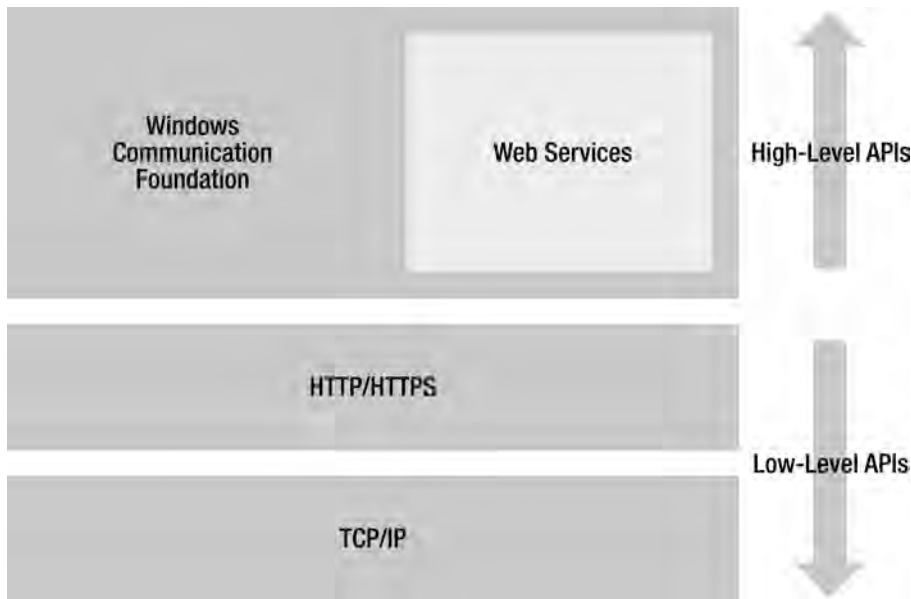 Windows
Communication
Foundation
Web Services
High-Level APIs
HTTP/HTTPS
Low-Level APIs
TCP/IP